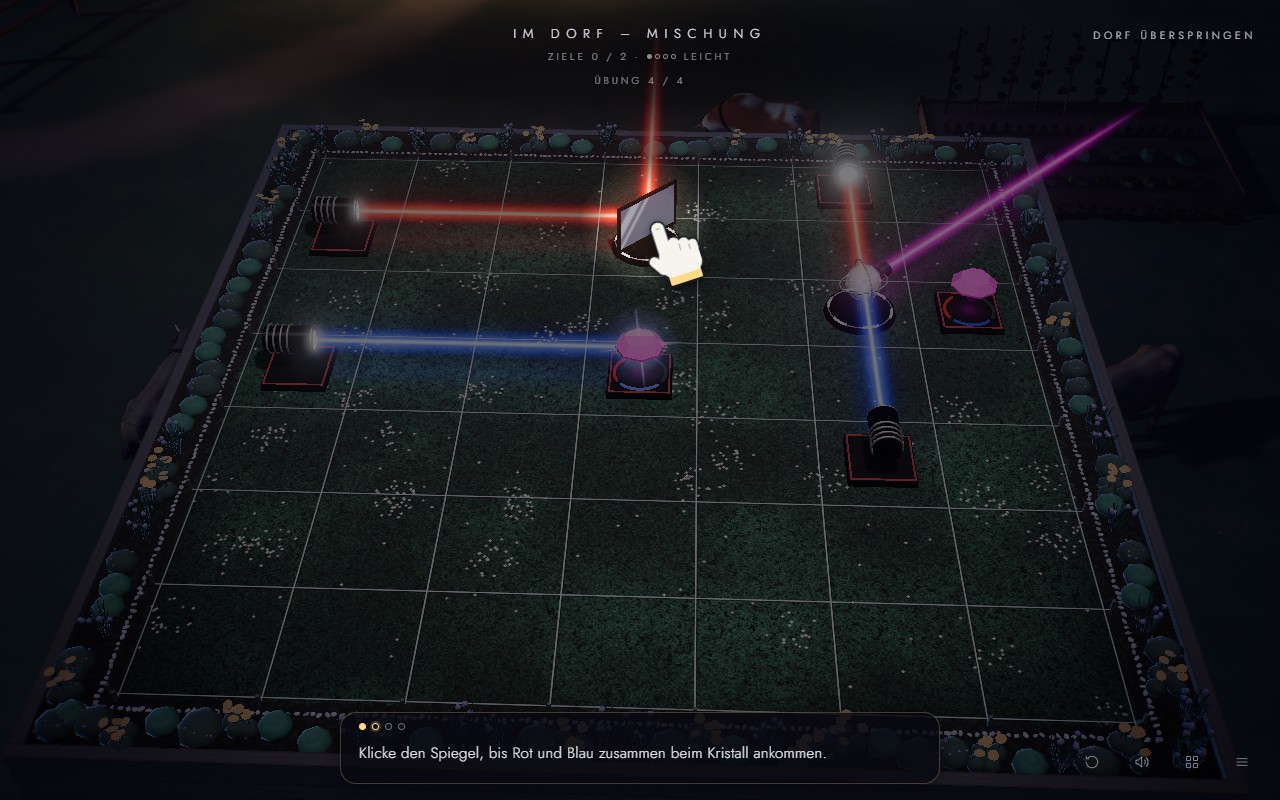 IM DORF – MISCHUNG
DORF ÜBERSPRINGEN
ZIELE 0 / 2 · ●○○○ LEICHT
ÜBUNG 4 / 4
Klicke den Spiegel, bis Rot und Blau zusammen beim Kristall ankommen.